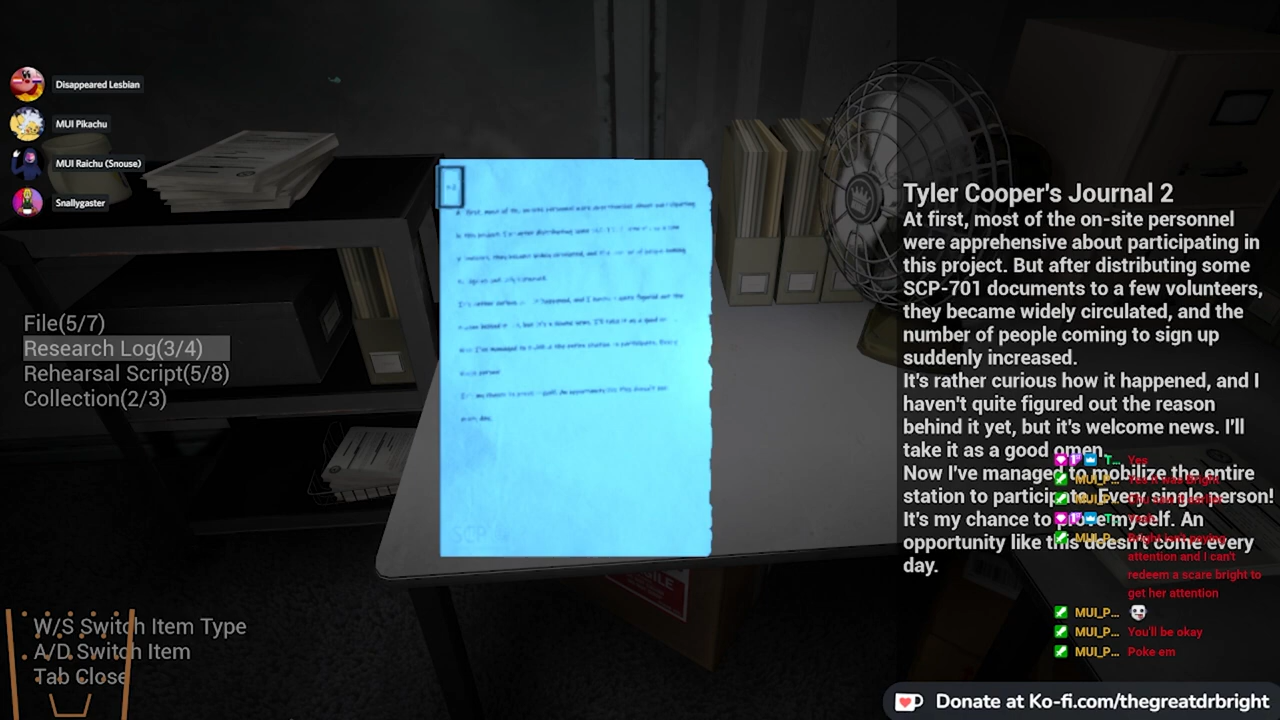 Disappeared Lesbian
MUI Pikachu
MUI Raichu (Snouse)
Snallygaster
File(5/7)
Research Log(3/4)
Rehearsal Script(5/8)
Collection(2/3)
W/S Switch Item Type
A/D Switch Item
Tab Close
Tyler Cooper's Journal 2
At first, most of the on-site personnel
were apprehensive about participating in
this project. But after distributing some
SCP-701 documents to a few volunteers,
they became widely circulated, and the
number of people coming to sign up
suddenly increased.
It's rather curious how it happened, and I
haven't quite figured out the reason
behind it yet, but it's welcome news. I'll
take it as a good omen.
Now I've managed to mobilize the entire
station to participate. Every single person!
It's my chance to prove myself. An
opportunity like this doesn't come every
day.
T... Yes
MUI_P...
MUI_P...
T...
MUI_P...
attention and I can't
redeem a scare bright to
get her attention
MUI_P...
MUI_P... You'll be okay
MUI_P... Poke em
Donate at Ko-fi.com/thegreatdrbright